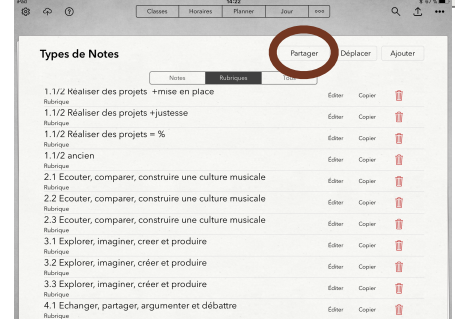 iPad 14:22 67 %
Classes Horaires Planner Jour ooo
Types de Notes Partager Déplacer Ajouter
Notes Rubriques
1.1/2 Réaliser des projets +mise en place
Rubrique Éditer Copier
1.1/2 Réaliser des projets +justesse
Rubrique Éditer Copier
1.1/2 Réaliser des projets = %
Rubrique Éditer Copier
1.1/2 ancien
Rubrique Éditer Copier
2.1 Ecouter, comparer, construire une culture musicale
Rubrique Éditer Copier
2.2 Ecouter, comparer, construire une culture musicale
Rubrique Éditer Copier
2.3 Ecouter, comparer, construire une culture musicale
Rubrique Éditer Copier
3.1 Explorer, imaginer, creer et produire
Rubrique Éditer Copier
3.2 Explorer, imaginer, créer et produire
Rubrique Éditer Copier
3.3 Explorer, imaginer, créer et produire
Rubrique Éditer Copier
4.1 Echanger, partager, argumenter et débattre
Rubrique Éditer Copier